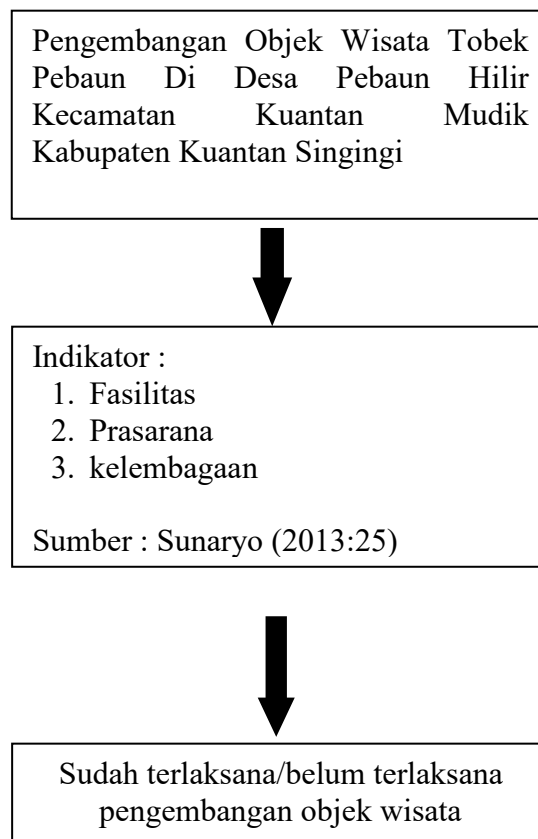 Pengembangan Objek Wisata Tobek
Pebaun Di Desa Pebaun Hilir
Kecamatan Kuantan Mudik
Kabupaten Kuantan Singingi
Indikator :
1. Fasilitas
2. Prasarana
3. kelembagaan
Sumber : Sunaryo (2013:25)
Sudah terlaksana/belum terlaksana
pengembangan objek wisata